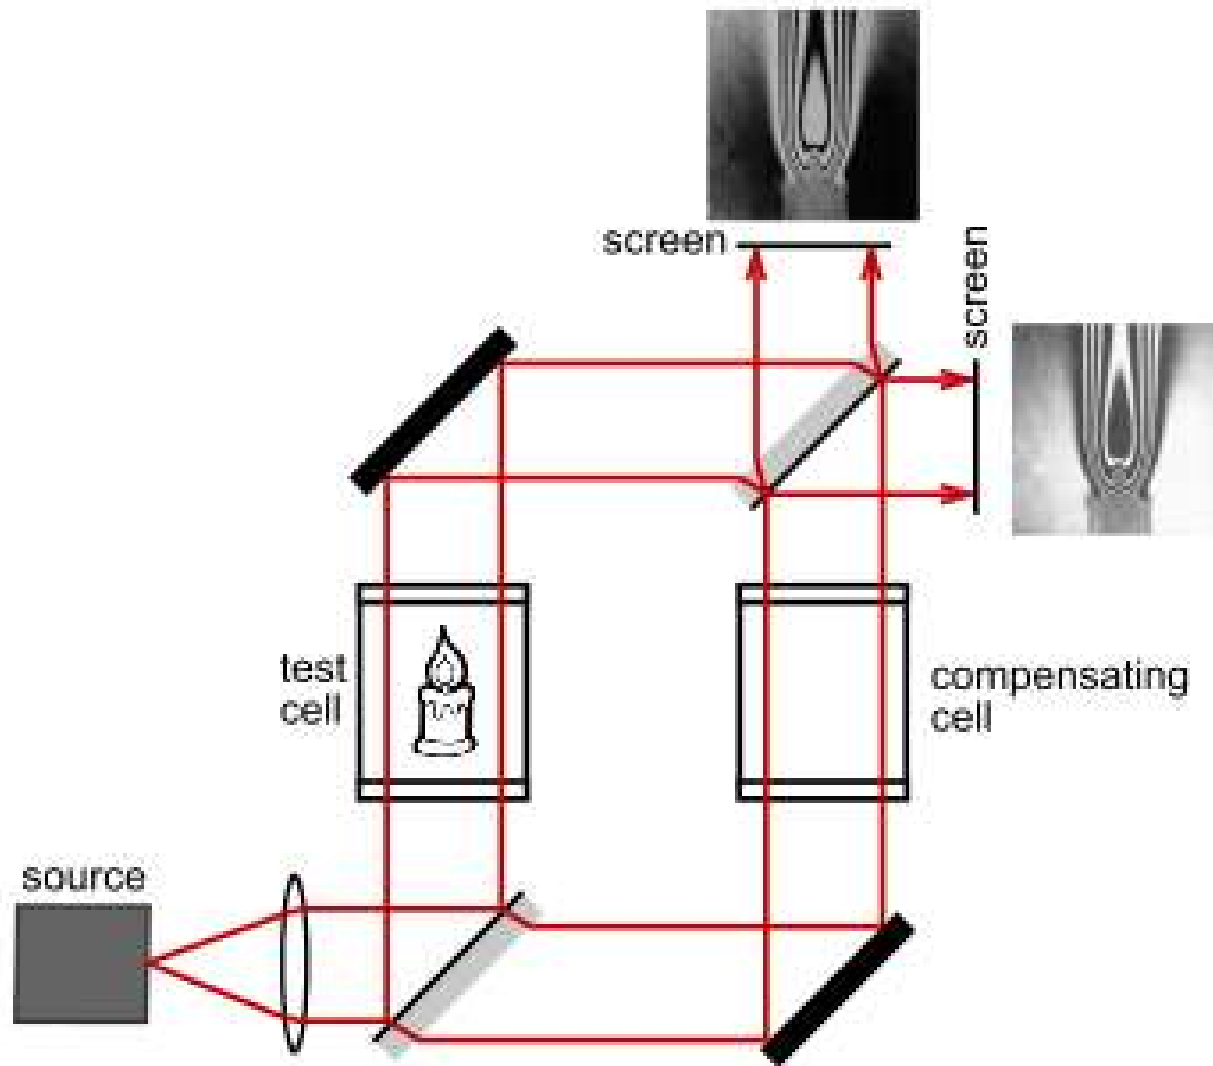 screen
screen
test
cell
compensating
cell
source